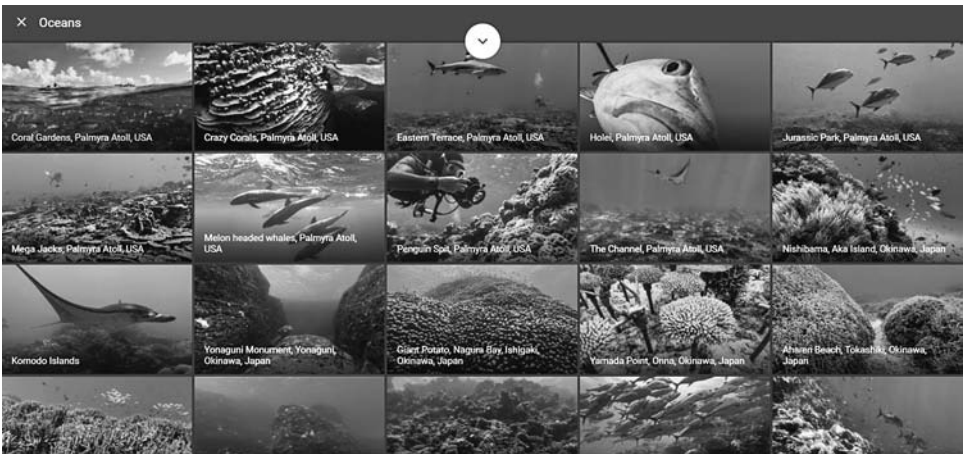 Oceans
Coral Gardens, Palmyra Atoll, USA
Crazy Corals, Palmyra Atoll, USA
Eastern Terrace, Palmyra Atoll, USA
Holei, Palmyra Atoll, USA
Jurassic Park, Palmyra Atoll, USA
Mega Jacks, Palmyra Atoll, USA
Melon headed whales, Palmyra Atoll,
USA
Penguin Spit, Palmyra Atoll, USA
The Channel, Palmyra Atoll, USA
Nishibama, Aka Island, Okinawa, Japan
Komodo Islands
Yonaguni Monument, Yonaguni,
Okinawa, Japan
Giant Potato, Nagura Bay, Ishigaki,
Okinawa, Japan
Yamada Point, Onna, Okinawa, Japan
Aharen Beach, Tokashiki, Okinawa,
Japan